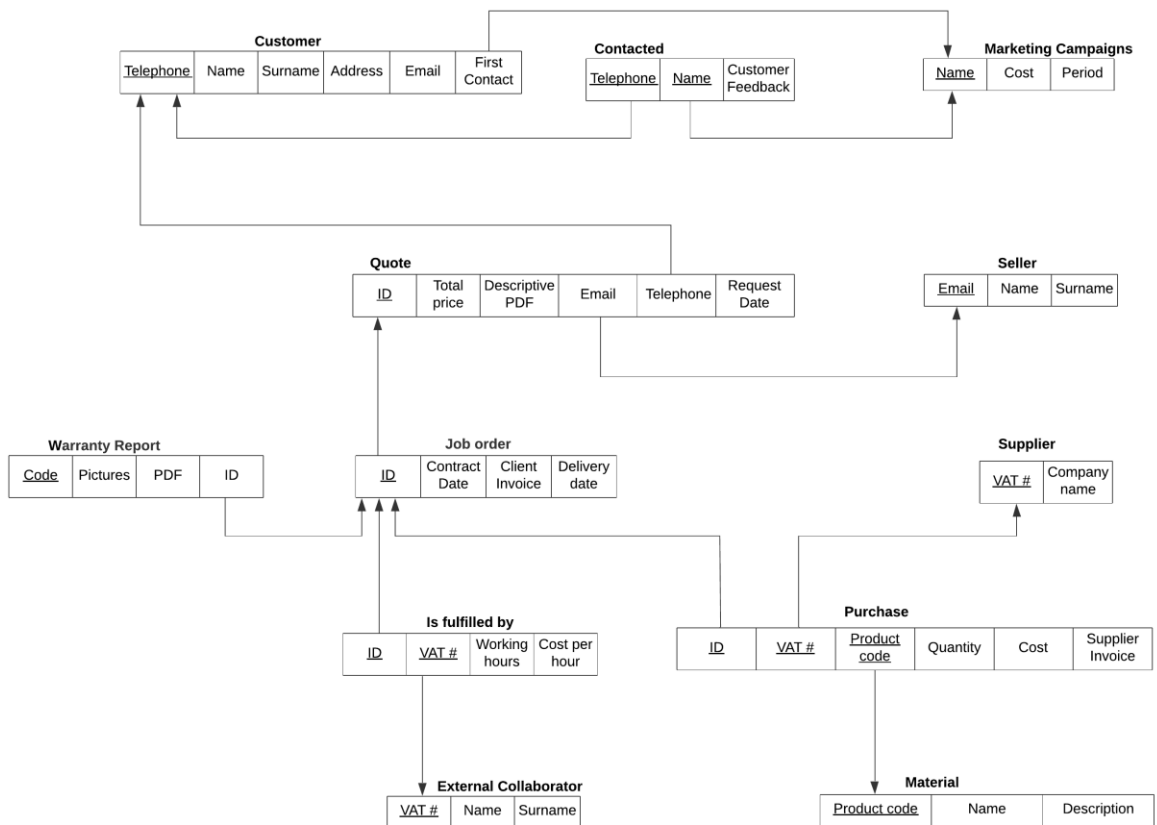 Customer
Telephone Name Surname Address Email First Contact
Contacted
Telephone Name Customer Feedback
Marketing Campaigns
Name Cost Period
Quote
ID Total price Descriptive PDF Email Telephone Request Date
Seller
Email Name Surname
Warranty Report
Code Pictures PDF ID
Job order
ID Contract Date Client Invoice Delivery date
Supplier
VAT # Company name
Is fulfilled by
ID VAT # Working hours Cost per hour
Purchase
ID VAT # Product code Quantity Cost Supplier Invoice
External Collaborator
VAT # Name Surname
Material
Product code Name Description